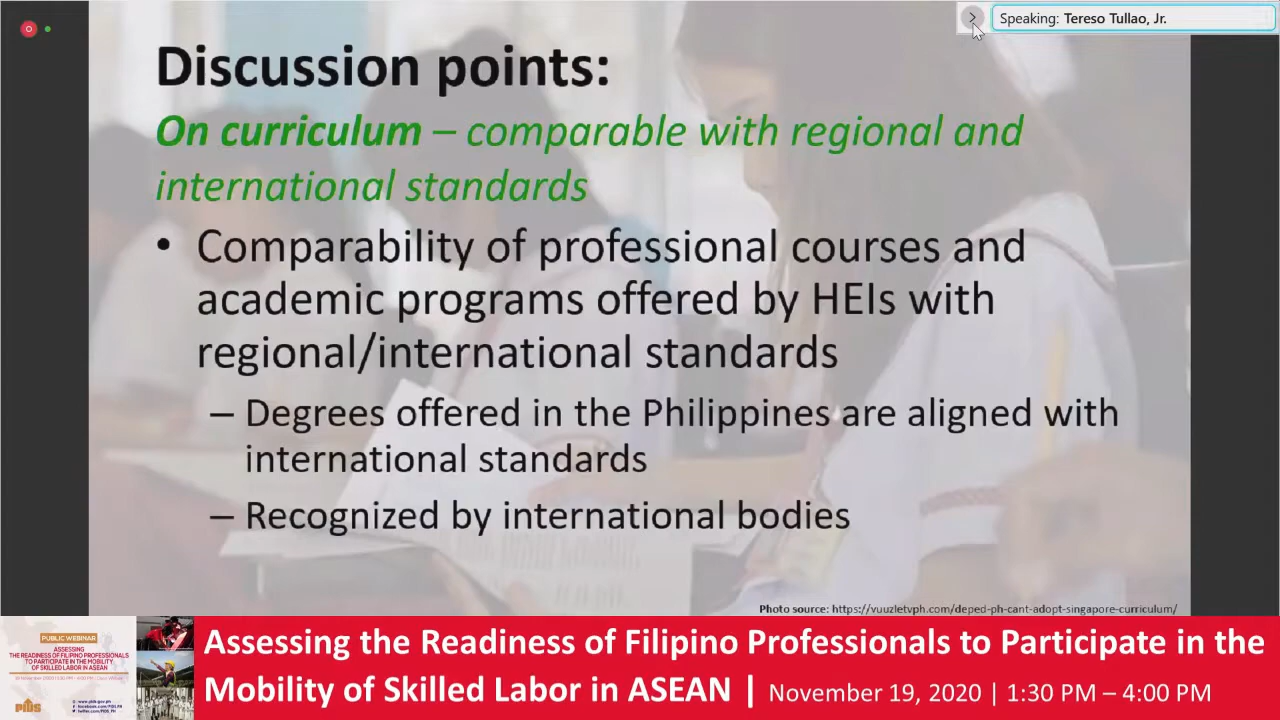 Speaking: Tereso Tullao, Jr.
Discussion points:
On curriculum – comparable with regional and
international standards
• Comparability of professional courses and
academic programs offered by HEIs with
regional/international standards
– Degrees offered in the Philippines are aligned with
international standards
– Recognized by international bodies
Photo source: https://vuuzletvph.com/deped-ph-cant-adopt-singapore-curriculum/
PUBLIC WEBINAR
ASSESSING
THE READINESS OF FILIPINO PROFESSIONALS
TO PARTICIPATE IN THE MOBILITY
OF SKILLED LABOR IN ASEAN
Assessing the Readiness of Filipino Professionals to Participate in the
Mobility of Skilled Labor in ASEAN | November 19, 2020 | 1:30 PM – 4:00 PM